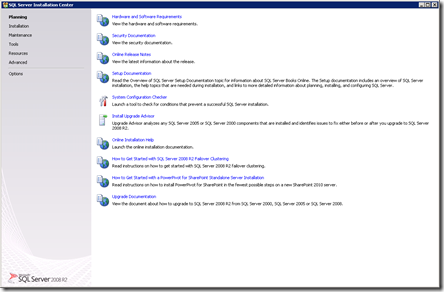 SQL Server Installation Center
Planning
Installation
Maintenance
Tools
Resources
Advanced
Options
Hardware and Software Requirements
View the hardware and software requirements.
Security Documentation
View the security documentation.
Online Release Notes
View the latest information about the release.
Setup Documentation
Read the Overview of SQL Server Setup Documentation topic for information about SQL Server Books Online. The Setup documentation includes an overview of SQL Server
installation, the help topics that are needed during installation, and links to more detailed information about planning, installing, and configuring SQL Server.
System Configuration Checker
Launch a tool to check for conditions that prevent a successful SQL Server installation.
Install Upgrade Advisor
Upgrade Advisor analyzes any SQL Server 2005 or SQL Server 2000 components that are installed and identifies issues to fix either before or after you upgrade to SQL Server
2008 R2.
Online Installation Help
Launch the online installation documentation.
How to Get Started with SQL Server 2008 R2 Failover Clustering
Read instructions on how to get started with SQL Server 2008 R2 failover clustering.
How to Get Started with a PowerPivot for SharePoint Standalone Server Installation
Read instructions on how to install PowerPivot for SharePoint in the fewest possible steps on a new SharePoint 2010 server.
Upgrade Documentation
View the document about how to upgrade to SQL Server 2008 R2 from SQL Server 2000, SQL Server 2005 or SQL Server 2008.
Microsoft
SQL Server 2008 R2